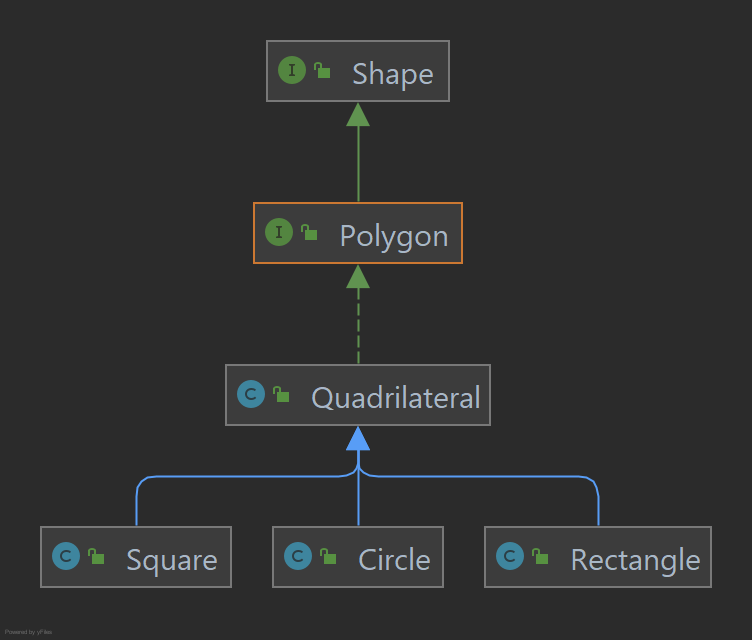 I Shape
I Polygon
C Quadrilateral
C Square C Circle C Rectangle
Powered by yFiles